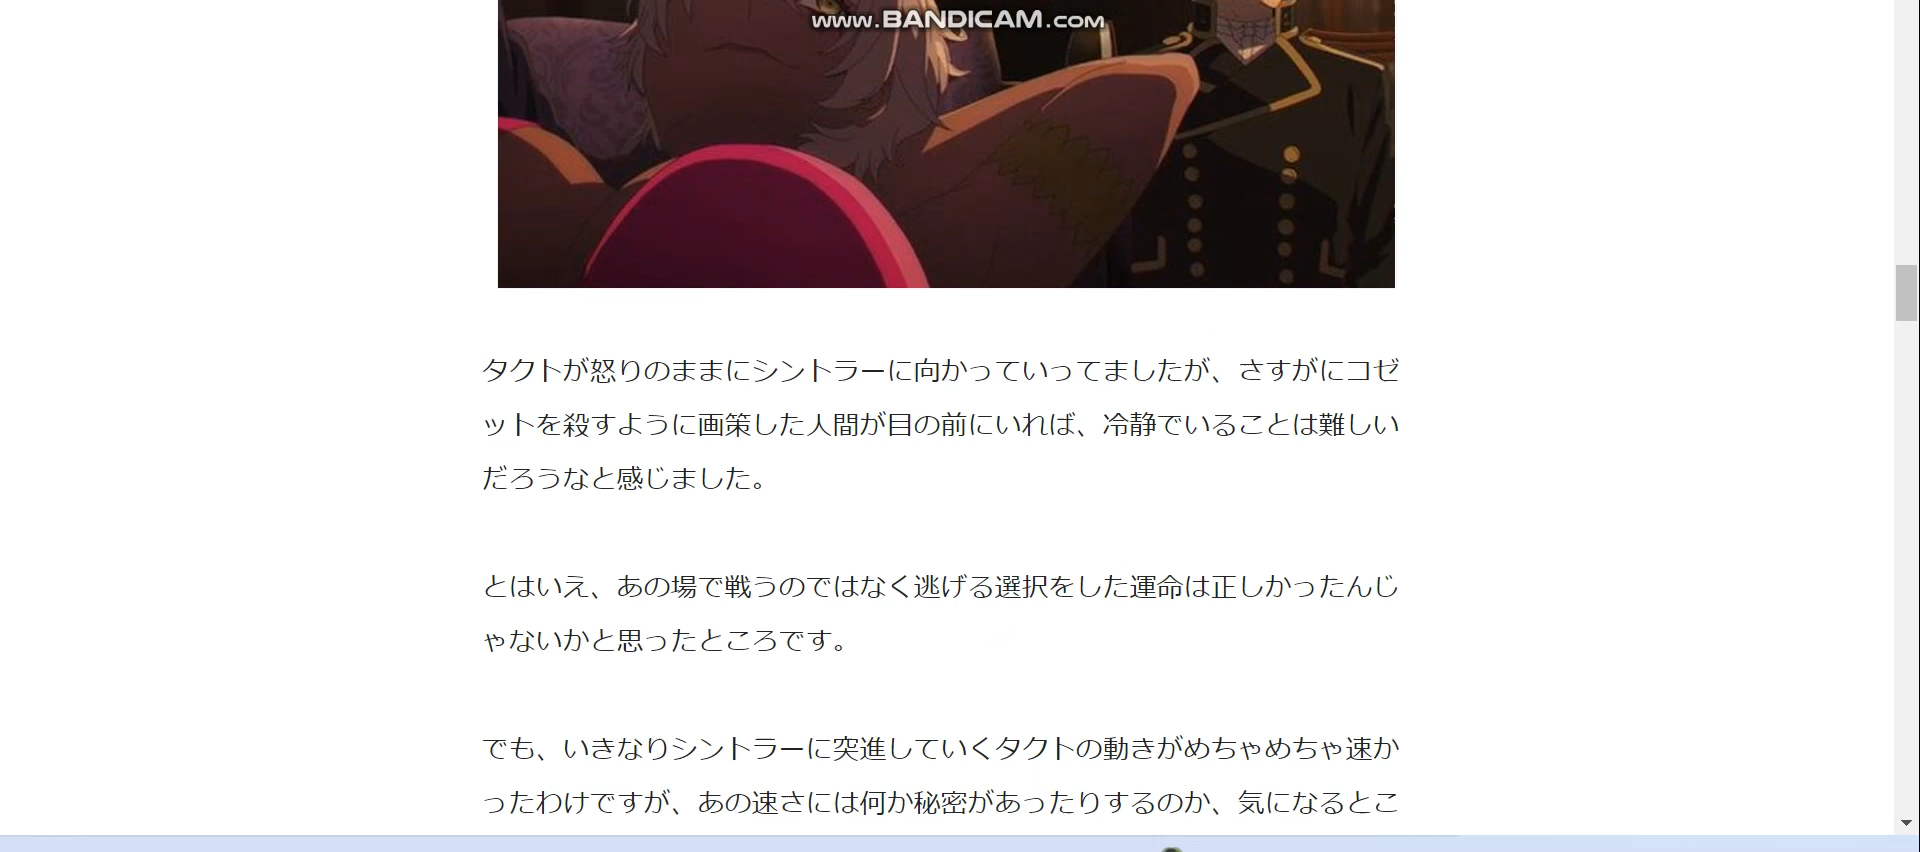 www.BANDICAM.com
タクトが怒りのままにシントラーに向かっていってましたが、さすがにコゼ
ットを殺すように画策した人間が目の前にいれば、冷静でいることは難しい
だろうなと感じました。
とはいえ、あの場で戦うのではなく逃げる選択をした運命は正しかったんじ
ゃないかと思ったところです。
でも、いきなりシントラーに突進していくタクトの動きがめちゃめちゃ速か
ったわけですが、あの速さには何か秘密があったりするのか、気になるとこ